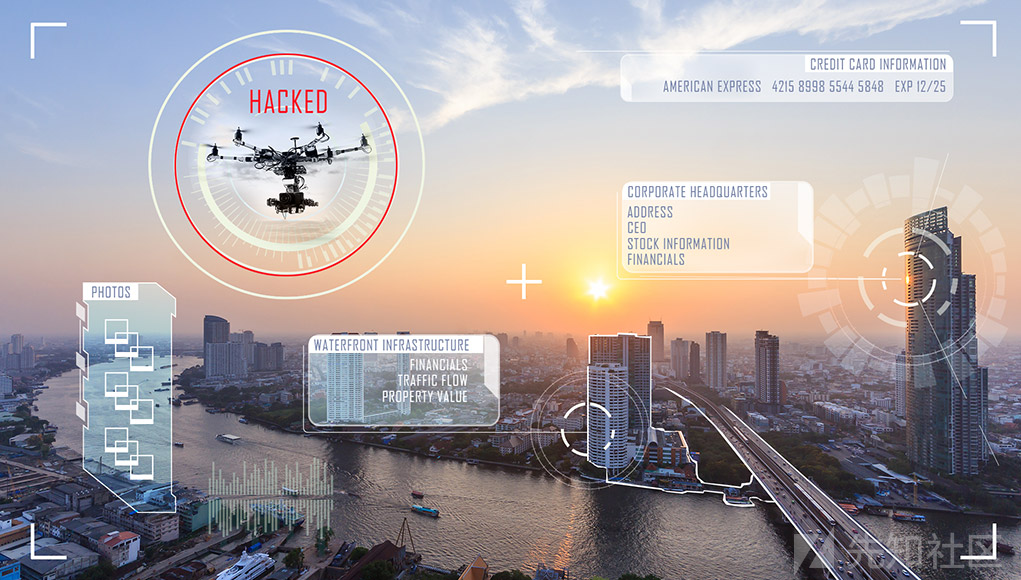 HACKED
CREDIT CARD INFORMATION
AMERICAN EXPRESS 4215 8998 5544 5848 EXP 12/25
CORPORATE HEADQUARTERS
ADDRESS
CEO
STOCK INFORMATION
FINANCIALS
PHOTOS
WATERFRONT INFRASTRUCTURE
FINANCIALS
TRAFFIC FLOW
PROPERTY VALUE
先知社区